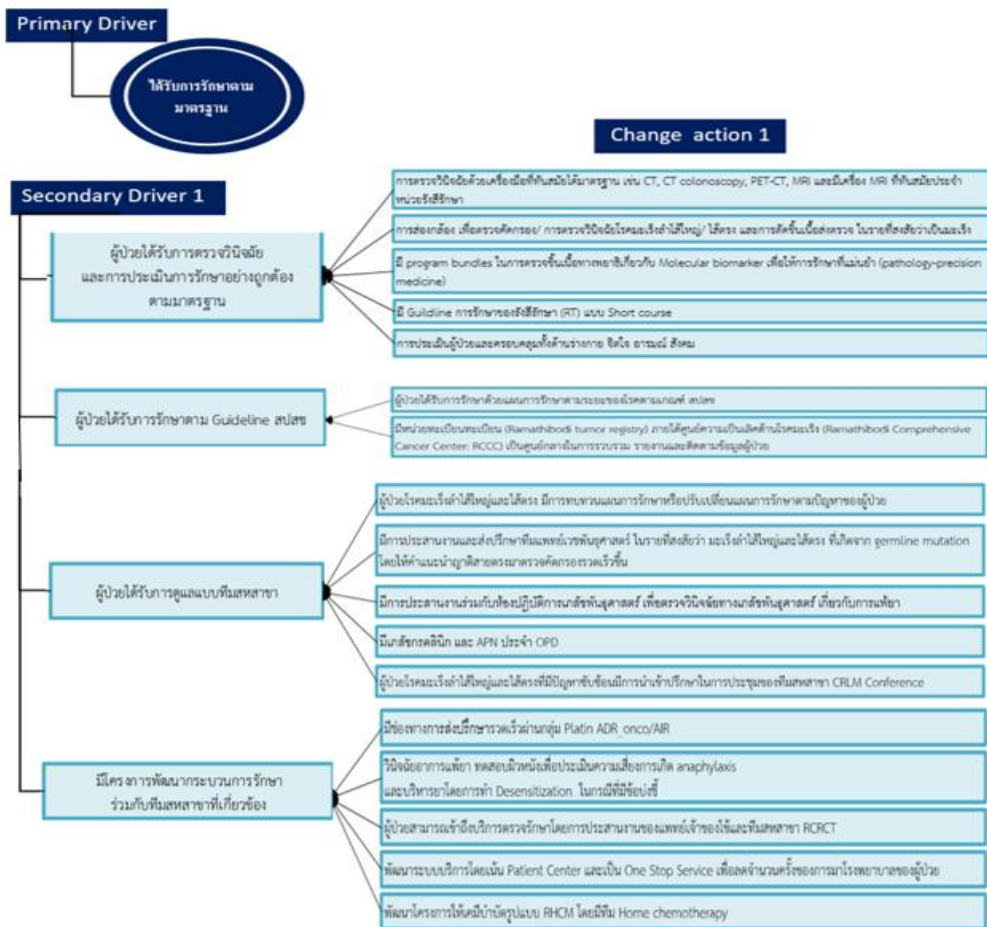 Primary Driver
ได้รับการรักษาตาม
มาตรฐาน
Change action 1
Secondary Driver 1
ผู้ป่วยได้รับการตรวจวินิจฉัย
และการประเมินการรักษาอย่างถูกต้อง
ตามมาตรฐาน
การตรวจวินิจฉัยด้วยเครื่องมือที่ทันสมัยได้มาตรฐาน เช่น CT, CT colonoscopy, PET-CT, MRI และมีเครื่อง MRI ที่ทันสมัยประจำ
หน่วยรังสีรักษา
การส่องกล้อง เพื่อตรวจคัดกรอง/ การตรวจวินิจฉัยโรคมะเร็งลำไส้ใหญ่/ ไส้ตรง และการตัดชิ้นเนื้อส่งตรวจ ในรายที่สงสัยว่าเป็นมะเร็ง
มี program bundles ในการตรวจชิ้นเนื้อทางพยาธิเกี่ยวกับ Molecular biomarker เพื่อให้การรักษาที่แม่นยำ (pathology-precision
medicine)
มี Guildline การรักษาของรังสีรักษา (RT) แบบ Short course
การประเมินผู้ป่วยและครอบคลุมทั้งด้านร่างกาย จิตใจ อารมณ์ สังคม
ผู้ป่วยได้รับการรักษาตาม Guideline สปสช
ผู้ป่วยได้รับการรักษาด้วยแผนการรักษาตามระยะของโรคตามเกณฑ์ สปสช
มีหน่วยทะเบียนทะเบียน (Ramathibodi tumor registry) ภายใต้ศูนย์ความเป็นเลิศด้านโรคมะเร็ง (Ramathibodi Comprehensive
Cancer Center: RCCC) เป็นศูนย์กลางในการรวบรวม รายงานและติดตามข้อมูลผู้ป่วย
ผู้ป่วยได้รับการดูแลแบบทีมสหสาขา
ผู้ป่วยโรคมะเร็งลำไส้ใหญ่และไส้ตรง มีการทบทวนแผนการรักษาหรือปรับเปลี่ยนแผนการรักษาตามปัญหาของผู้ป่วย
มีการประสานงานและส่งปรึกษาทีมแพทย์เวชพันธุศาสตร์ ในรายที่สงสัยว่า มะเร็งลำไส้ใหญ่และไส้ตรง ที่เกิดจาก germline mutation
โดยให้คำแนะนำญาติสายตรงมาตรวจคัดกรองรวดเร็วขึ้น
มีการประสานงานร่วมกับห้องปฏิบัติการเภสัชพันธุศาสตร์ เพื่อตรวจวินิจฉัยทางเภสัชพันธุศาสตร์ เกี่ยวกับการแพ้ยา
มีเภสัชกรคลินิก และ APN ประจำ OPD
ผู้ป่วยโรคมะเร็งลำไส้ใหญ่และไส้ตรงที่มีปัญหาซับซ้อนมีการนำเข้าปรึกษาในการประชุมของทีมสหสาขา CRLM Conference
มีโครงการพัฒนากระบวนการรักษา
ร่วมกับทีมสหสาขาที่เกี่ยวข้อง
มีช่องทางการส่งปรึกษารวดเร็วผ่านกลุ่ม Platin ADR_onco/AIR
วินิจฉัยอาการแพ้ยา ทดสอบผิวหนังเพื่อประเมินความเสี่ยงการเกิด anaphylaxis
และบริหารยาโดยการทำ Desensitization ในกรณีที่มีข้อบ่งชี้
ผู้ป่วยสามารถเข้าถึงบริการตรวจรักษาโดยการประสานงานของแพทย์เจ้าของไข้และทีมสหสาขา RCRCT
พัฒนาระบบบริการโดยเน้น Patient Center และเป็น One Stop Service เพื่อลดจำนวนครั้งของการมาโรงพยาบาลของผู้ป่วย
พัฒนาโครงการให้เคมีบำบัดรูปแบบ RHCM โดยมีทีม Home chemotherapy